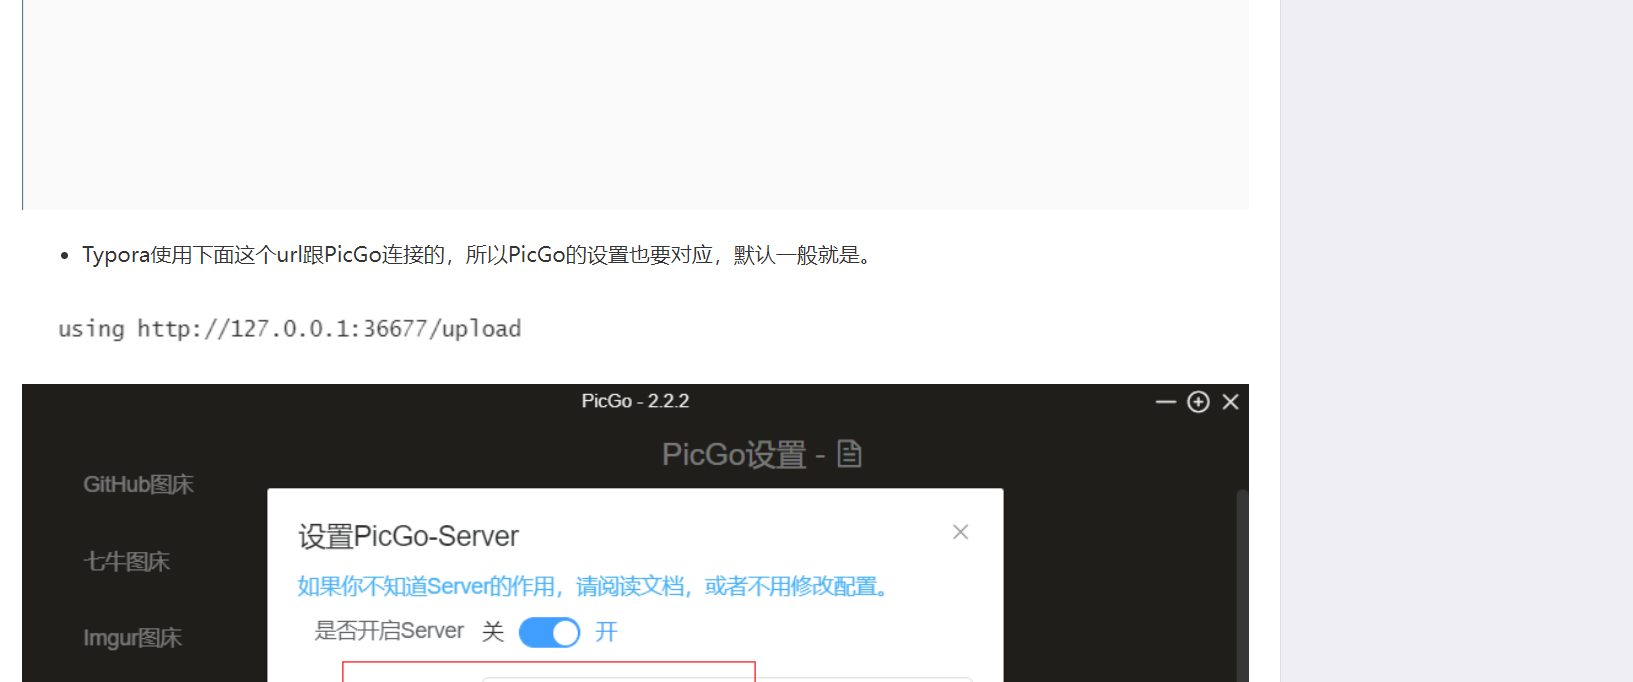 Typora使用下面这个url跟PicGo连接的，所以PicGo的设置也要对应，默认一般就是。
using http://127.0.0.1:36677/upload
PicGo - 2.2.2
PicGo设置 -
GitHub图床
设置PicGo-Server
七牛图床
如果你不知道Server的作用，请阅读文档，或者不用修改配置。
是否开启Server 关 开
Imgur图床